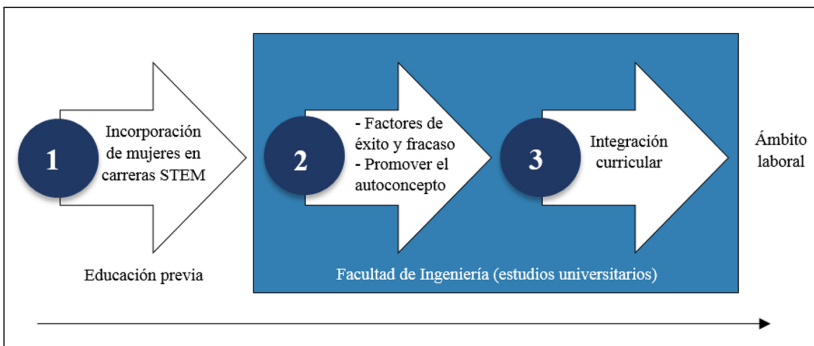 1
Incorporación
de mujeres en
carreras STEM
2
- Factores de
éxito y fracaso
- Promover el
autoconcepto
3
Integración
curricular
Ámbito
laboral
Educación previa
Facultad de Ingeniería (estudios universitarios)